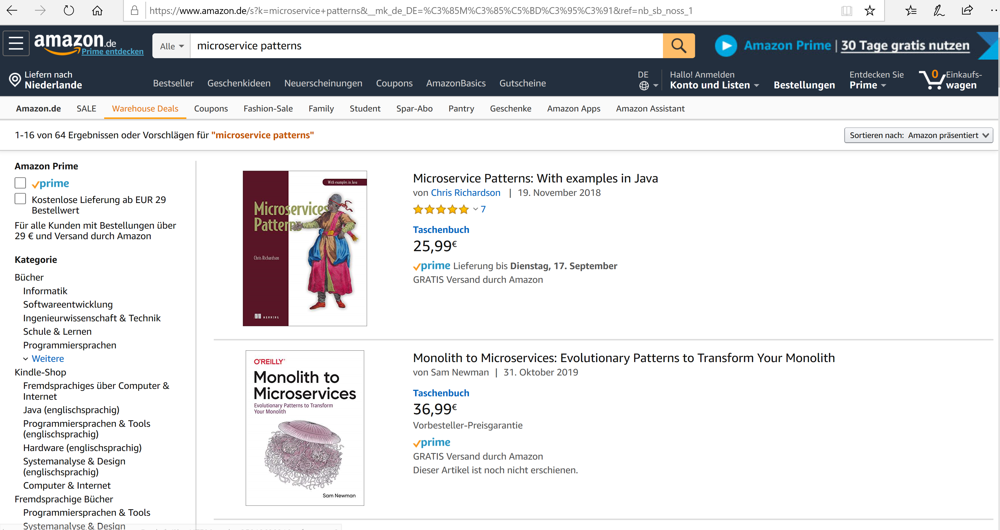 https://www.amazon.de/s?k=microservice+patterns&__mk_de_DE=%C3%85M%C3%85%C5%BD%C3%95%C3%91&ref=nb_sb_noss_1
amazon.de
Prime entdecken
Alle
microservice patterns
Amazon Prime | 30 Tage gratis nutzen
Liefern nach
Niederlande
Bestseller Geschenkideen Neuerscheinungen Coupons AmazonBasics Gutscheine
DE
Hallo! Anmelden
Konto und Listen
Bestellungen
Entdecken Sie
Prime
0
Einkaufs-
wagen
Amazon.de SALE Warehouse Deals Coupons Fashion-Sale Family Student Spar-Abo Pantry Geschenke Amazon Apps Amazon Assistant
1-16 von 64 Ergebnissen oder Vorschlägen für "microservice patterns"
Sortieren nach: Amazon präsentiert
Amazon Prime
prime
Kostenlose Lieferung ab EUR 29
Bestellwert
Für alle Kunden mit Bestellungen über
29 € und Versand durch Amazon
Kategorie
Bücher
Informatik
Softwareentwicklung
Ingenieurwissenschaft & Technik
Schule & Lernen
Programmiersprachen
Weitere
Kindle-Shop
Fremdsprachiges über Computer &
Internet
Java (englischsprachig)
Programmiersprachen & Tools
(englischsprachig)
Hardware (englischsprachig)
Systemanalyse & Design
(englischsprachig)
Computer & Internet
Fremdsprachige Bücher
Programmiersprachen & Tools
Systemanalyse & Design
With examples in Java
Microservices
Patterns
Chris Richardson
MANNING
Microservice Patterns: With examples in Java
von Chris Richardson | 19. November 2018
7
Taschenbuch
25,99€
prime Lieferung bis Dienstag, 17. September
GRATIS Versand durch Amazon
O'REILLY®
Monolith to
Microservices
Evolutionary Patterns to Transform
Your Monolith
Sam Newman
Monolith to Microservices: Evolutionary Patterns to Transform Your Monolith
von Sam Newman | 31. Oktober 2019
Taschenbuch
36,99€
Vorbesteller-Preisgarantie
prime
GRATIS Versand durch Amazon
Dieser Artikel ist noch nicht erschienen.